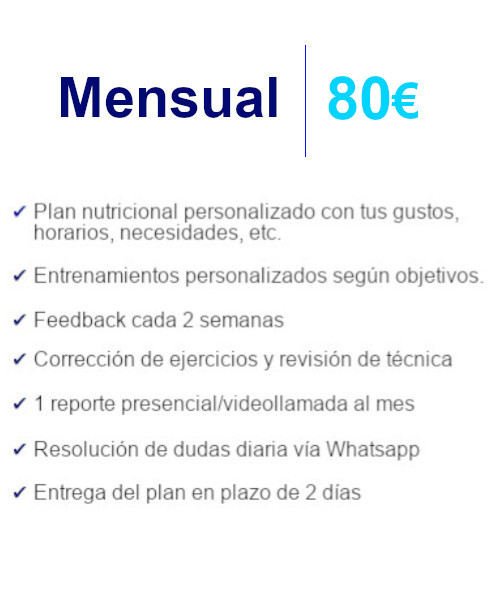 Mensual 80€
✔ Plan nutricional personalizado con tus gustos,
horarios, necesidades, etc.
✔ Entrenamientos personalizados según objetivos.
✔ Feedback cada 2 semanas
✔ Corrección de ejercicios y revisión de técnica
✔ 1 reporte presencial/videollamada al mes
✔ Resolución de dudas diaria vía Whatsapp
✔ Entrega del plan en plazo de 2 días